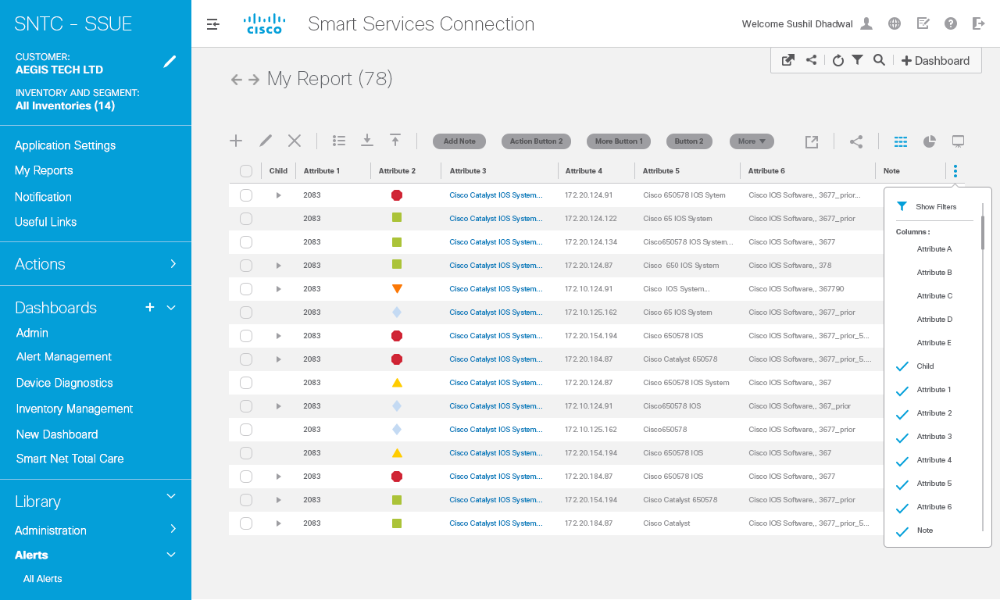 SNTC – SSUE
CUSTOMER:
AEGIS TECH LTD
INVENTORY AND SEGMENT:
All Inventories (14)
Application Settings
My Reports
Notification
Useful Links
Actions
Dashboards
Admin
Alert Management
Device Diagnostics
Inventory Management
New Dashboard
Smart Net Total Care
Library
Administration
Alerts
All Alerts
CISCO
Smart Services Connection
Welcome Sushil Dhadwal
Dashboard
My Report (78)
Add Note Action Button 2 More Button 1 Button 2 More
Child Attribute 1 Attribute 2 Attribute 3 Attribute 4 Attribute 5 Attribute 6 Note
2083 Cisco Catalyst IOS System... 172.20.124.91 Cisco 650578 IOS Sytem Cisco IOS Software,, 3677_prior...
2083 Cisco Catalyst IOS System... 172.20.124.122 Cisco 65 IOS System Cisco IOS Software,, 3677_prior
2083 Cisco Catalyst IOS System... 172.20.124.134 Cisco650578 IOS System... Cisco IOS Software,, 3677
2083 Cisco Catalyst IOS System... 172.20.124.87 Cisco 650 IOS System Cisco IOS Software,, 378
2083 Cisco Catalyst IOS System... 172.10.124.91 Cisco IOS System... Cisco IOS Software,, 367790
2083 Cisco Catalyst IOS System... 172.10.125.162 Cisco 65 IOS System Cisco IOS Software,, 3677_prior
2083 Cisco Catalyst IOS System... 172.20.154.194 Cisco 650578 IOS Cisco IOS Software,, 3677_prior_5...
2083 Cisco Catalyst IOS System... 172.20.184.87 Cisco Catalyst 650578 Cisco IOS Software,, 3677_prior_5....
2083 Cisco Catalyst IOS System... 172.20.124.87 Cisco 650578 IOS System Cisco IOS Software,, 367
2083 Cisco Catalyst IOS System... 172.10.124.91 Cisco650578 IOS Cisco IOS Software,, 367_prior
2083 Cisco Catalyst IOS System... 172.10.125.162 Cisco650578 Cisco IOS Software,, 3677_prior
2083 Cisco Catalyst IOS System... 172.20.154.194 Cisco 650578 IOS Cisco IOS Software,, 367
2083 Cisco Catalyst IOS System... 172.20.184.87 Cisco 650578 IOS Cisco IOS Software,, 3677
2083 Cisco Catalyst IOS System... 172.20.154.194 Cisco Catalyst 650578 Cisco IOS Software,, 3677_prior
2083 Cisco Catalyst IOS System... 172.20.184.87 Cisco Catalyst Cisco IOS Software,, 3677_prior_5...
Show Filters
Columns :
Attribute A
Attribute B
Attribute C
Attribute D
Attribute E
Child
Attribute 1
Attribute 2
Attribute 3
Attribute 4
Attribute 5
Attribute 6
Note